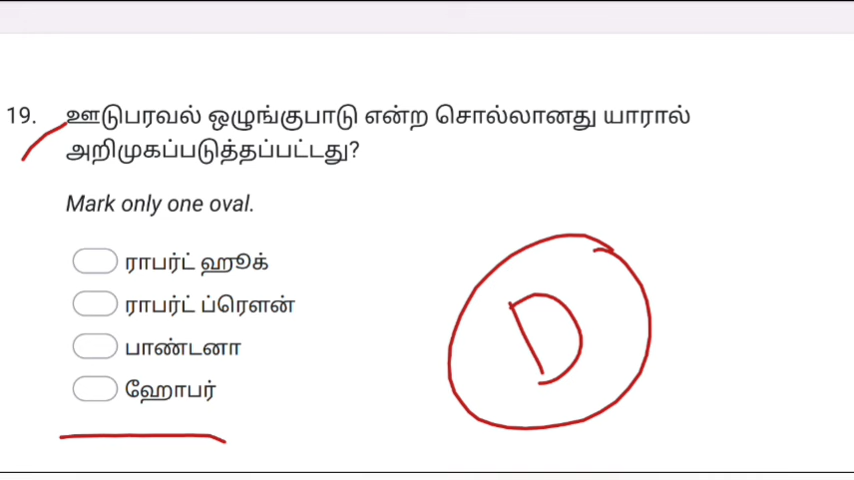 19. ஊடுபரவல் ஒழுங்குபாடு என்ற சொல்லானது யாரால்
அறிமுகப்படுத்தப்பட்டது?
Mark only one oval.
ராபர்ட் ஹூக்
ராபர்ட் ப்ரௌன்
பாண்டனா
ஹோபர்
D